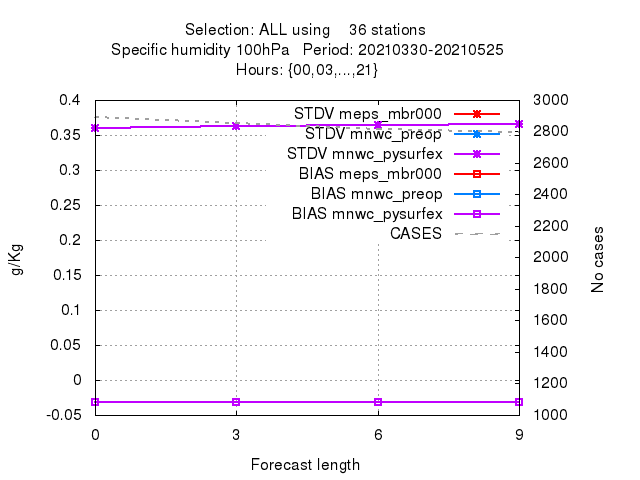 Selection: ALL using 36 stations
Specific humidity 100hPa Period: 20210330-20210525
Hours: {00,03,...,21}
0.4
0.35
0.3
0.25
0.2
0.15
0.1
0.05
0
-0.05
g/Kg
STDV meps_mbr000
STDV mnwc_preop
STDV mnwc_pysurfex
BIAS meps_mbr000
BIAS mnwc_preop
BIAS mnwc_pysurfex
CASES
3000
2800
2600
2400
2200
2000
1800
1600
1400
1200
1000
No cases
0 3 6 9
Forecast length